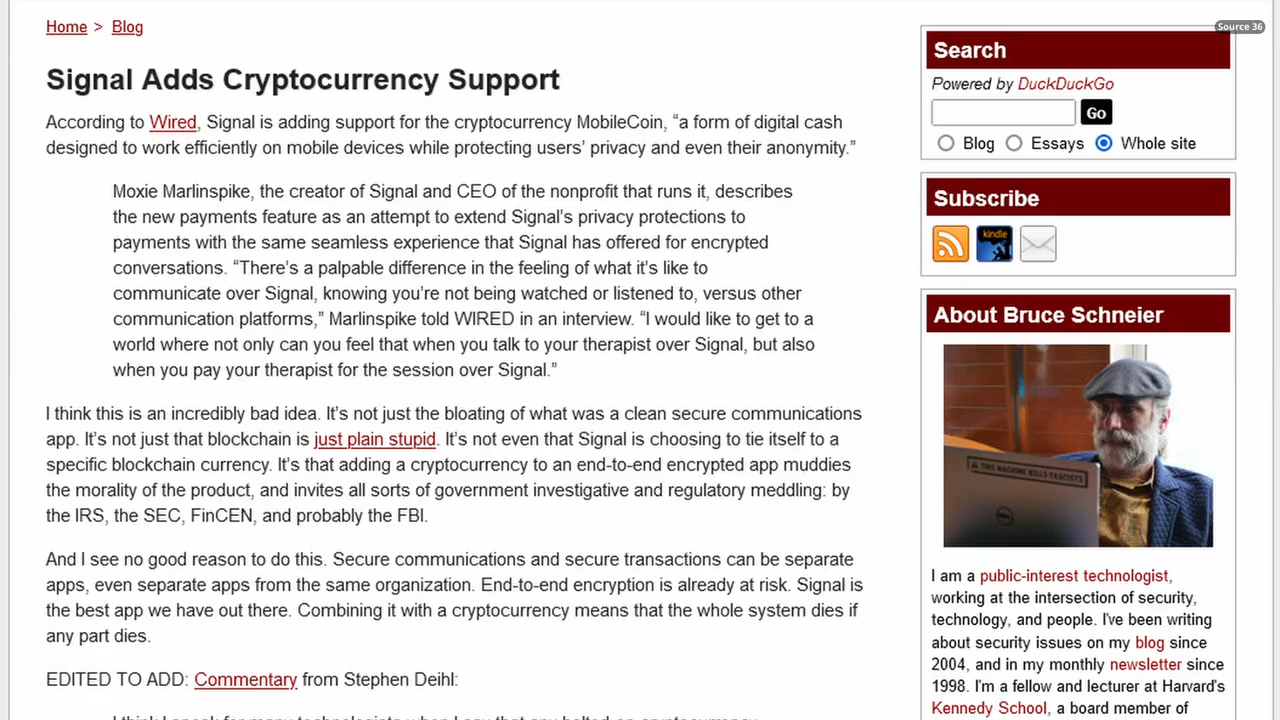 Home > Blog
Source 36
Signal Adds Cryptocurrency Support
According to Wired, Signal is adding support for the cryptocurrency MobileCoin, “a form of digital cash
designed to work efficiently on mobile devices while protecting users’ privacy and even their anonymity.”
Moxie Marlinspike, the creator of Signal and CEO of the nonprofit that runs it, describes
the new payments feature as an attempt to extend Signal’s privacy protections to
payments with the same seamless experience that Signal has offered for encrypted
conversations. “There’s a palpable difference in the feeling of what it’s like to
communicate over Signal, knowing you’re not being watched or listened to, versus other
communication platforms,” Marlinspike told WIRED in an interview. “I would like to get to a
world where not only can you feel that when you talk to your therapist over Signal, but also
when you pay your therapist for the session over Signal.”
I think this is an incredibly bad idea. It’s not just the bloating of what was a clean secure communications
app. It’s not just that blockchain is just plain stupid. It’s not even that Signal is choosing to tie itself to a
specific blockchain currency. It’s that adding a cryptocurrency to an end-to-end encrypted app muddies
the morality of the product, and invites all sorts of government investigative and regulatory meddling: by
the IRS, the SEC, FinCEN, and probably the FBI.
And I see no good reason to do this. Secure communications and secure transactions can be separate
apps, even separate apps from the same organization. End-to-end encryption is already at risk. Signal is
the best app we have out there. Combining it with a cryptocurrency means that the whole system dies if
any part dies.
EDITED TO ADD: Commentary from Stephen Deihl:
I think I speak for many technologists when I say that any bolted-on cryptocurrency
Search
Powered by DuckDuckGo
Go
Blog Essays Whole site
Subscribe
kindle
About Bruce Schneier
THIS MACHINE KILLS FASCISTS
DELL
I am a public-interest technologist,
working at the intersection of security,
technology, and people. I've been writing
about security issues on my blog since
2004, and in my monthly newsletter since
1998. I'm a fellow and lecturer at Harvard's
Kennedy School, a board member of